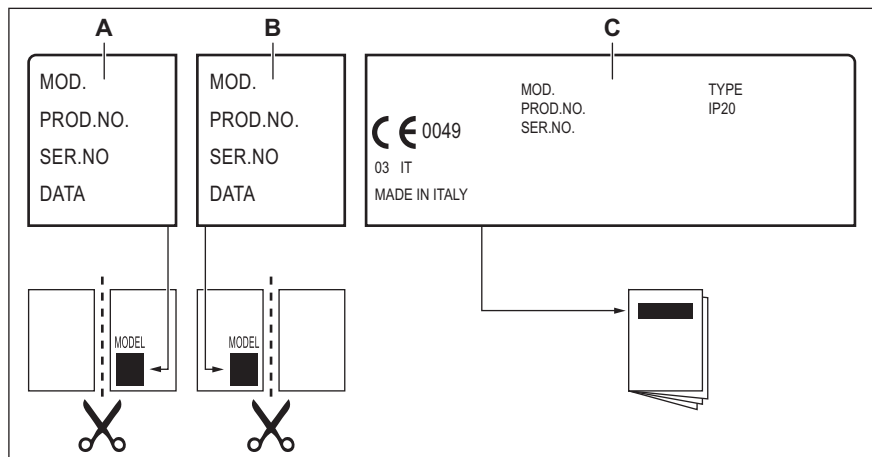 A
B
C
MOD.
PROD.NO.
SER.NO
DATA
MOD.
PROD.NO.
SER.NO
DATA
MOD.
PROD.NO.
SER.NO.
TYPE
IP20
CE 0049
03 IT
MADE IN ITALY
MODEL
MODEL